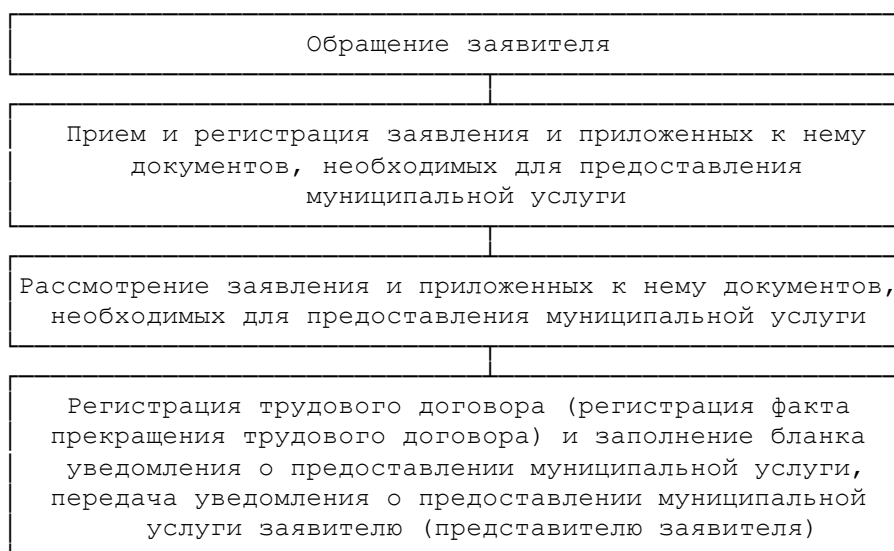 Обращение заявителя
Прием и регистрация заявления и приложенных к нему
документов, необходимых для предоставления
муниципальной услуги
Рассмотрение заявления и приложенных к нему документов,
необходимых для предоставления муниципальной услуги
Регистрация трудового договора (регистрация факта
прекращения трудового договора) и заполнение бланка
уведомления о предоставлении муниципальной услуги,
передача уведомления о предоставлении муниципальной
услуги заявителю (представителю заявителя)